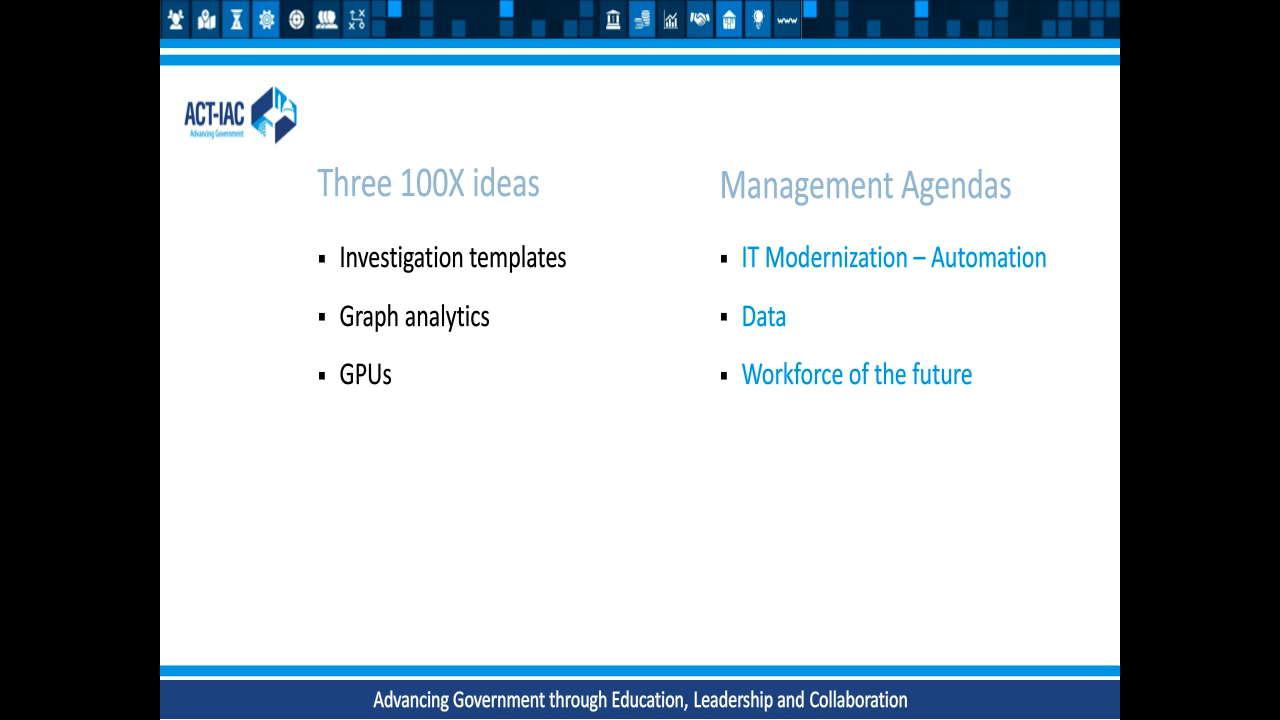 www
ACT-IAC
Advancing Government
Three 100X ideas
▪ Investigation templates
▪ Graph analytics
▪ GPUs
Management Agendas
▪ IT Modernization – Automation
▪ Data
▪ Workforce of the future
Advancing Government through Education, Leadership and Collaboration